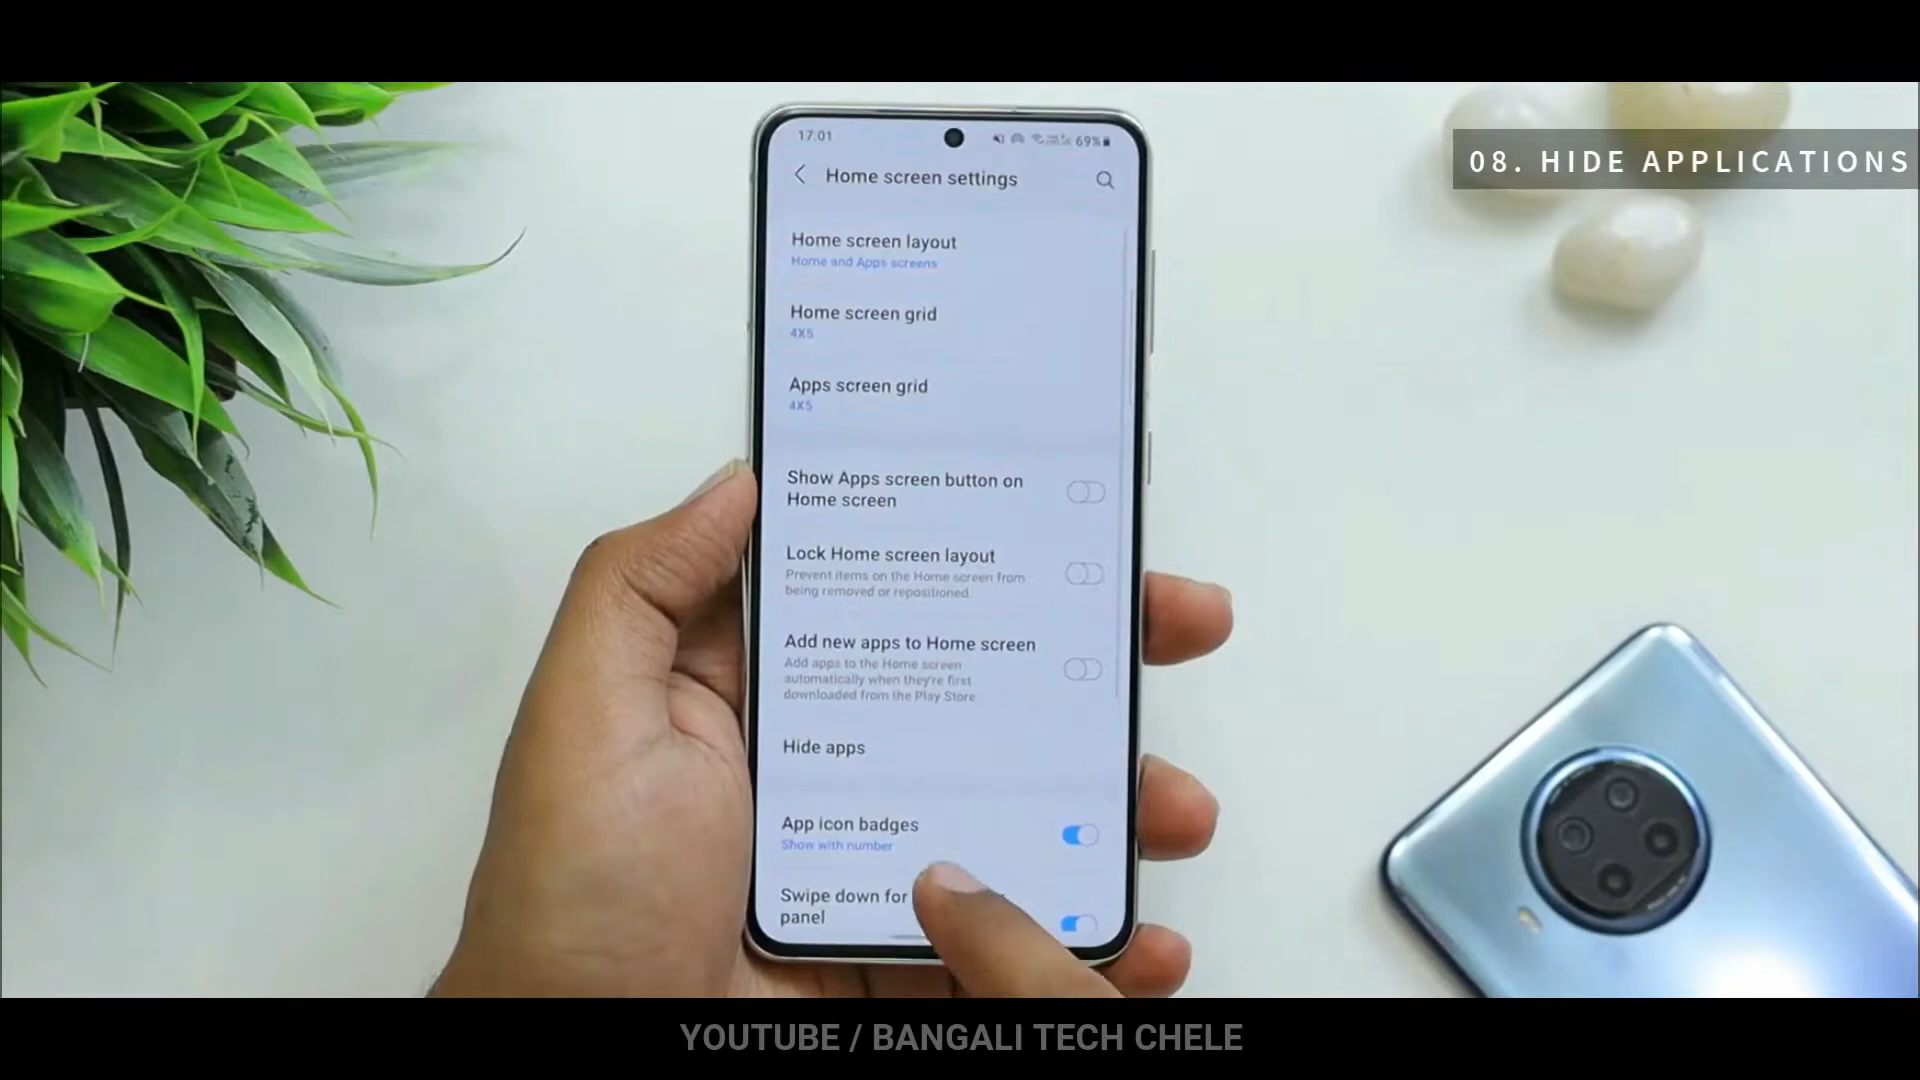 08. HIDE APPLICATIONS
17:01
69%
Home screen settings
Home screen layout
Home and Apps screens
Home screen grid
4X5
Apps screen grid
4X5
Show Apps screen button on
Home screen
Lock Home screen layout
Prevent items on the Home screen from
being removed or repositioned.
Add new apps to Home screen
Add apps to the Home screen
automatically when they're first
downloaded from the Play Store
Hide apps
App icon badges
Show with number
Swipe down for
panel
YOUTUBE / BANGALI TECH CHELE